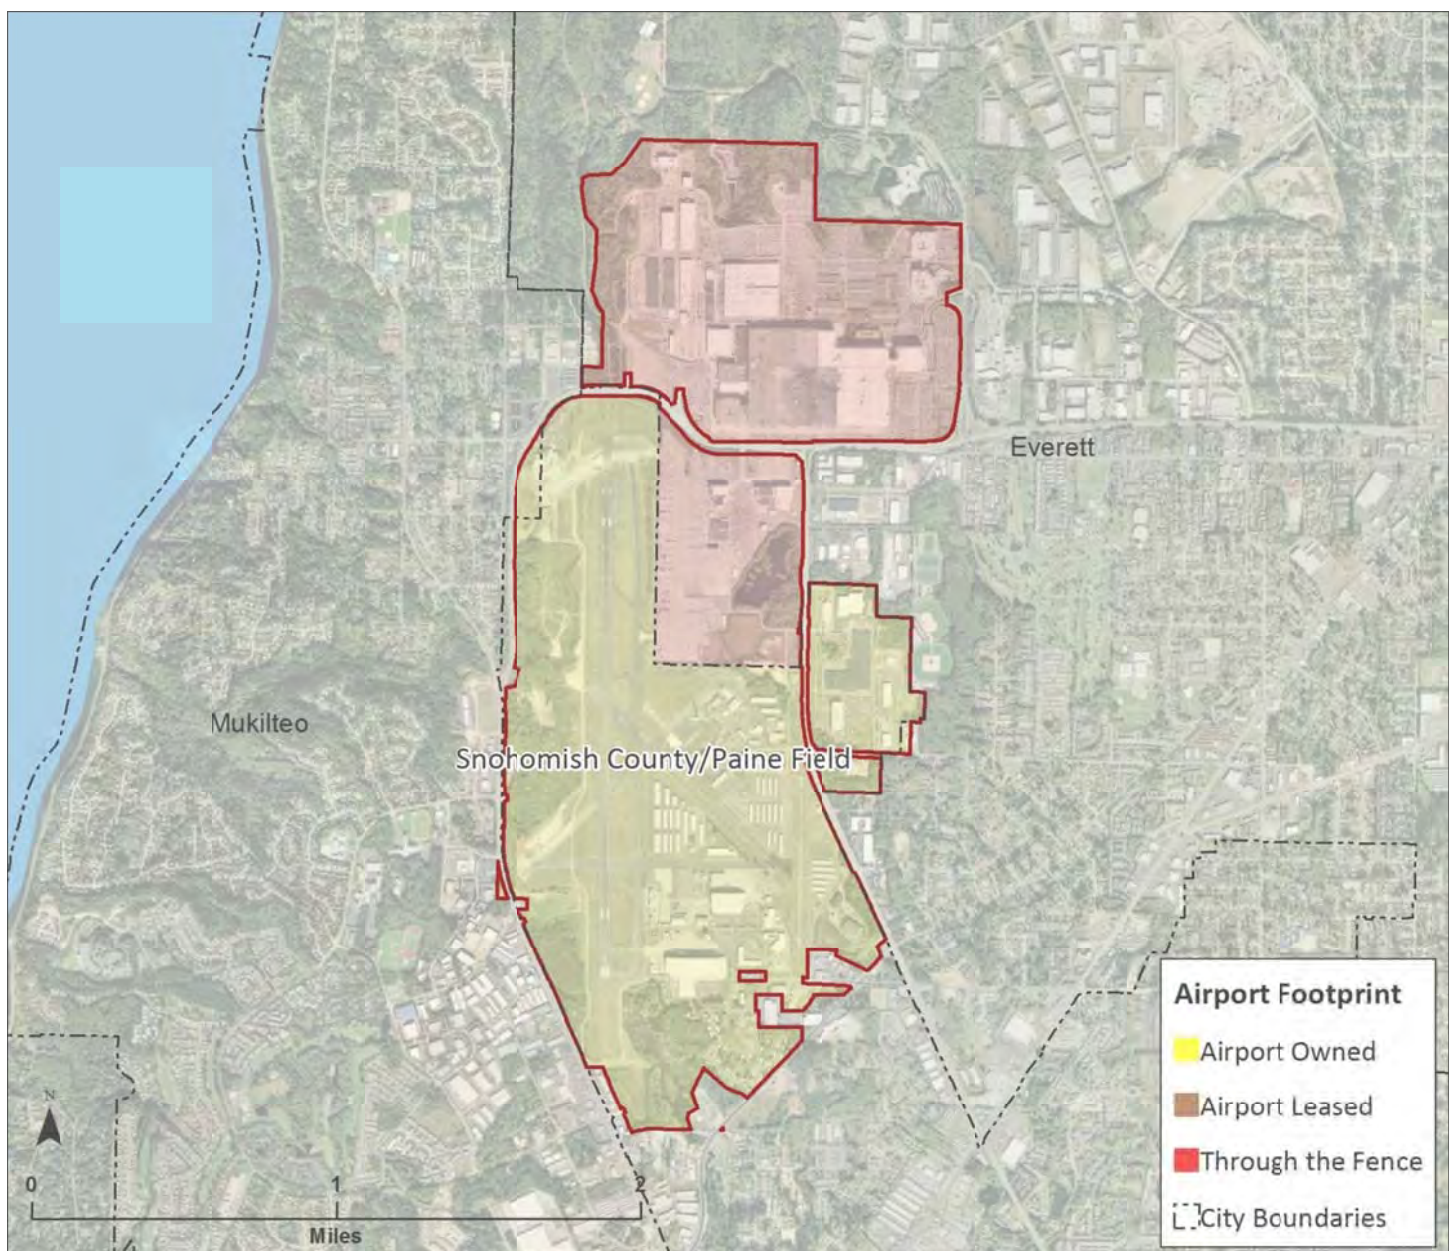 Everett
Mukilteo
Snohomish County/Paine Field
Airport Footprint
Airport Owned
Airport Leased
Through the Fence
City Boundaries
N
0 1 2
Miles